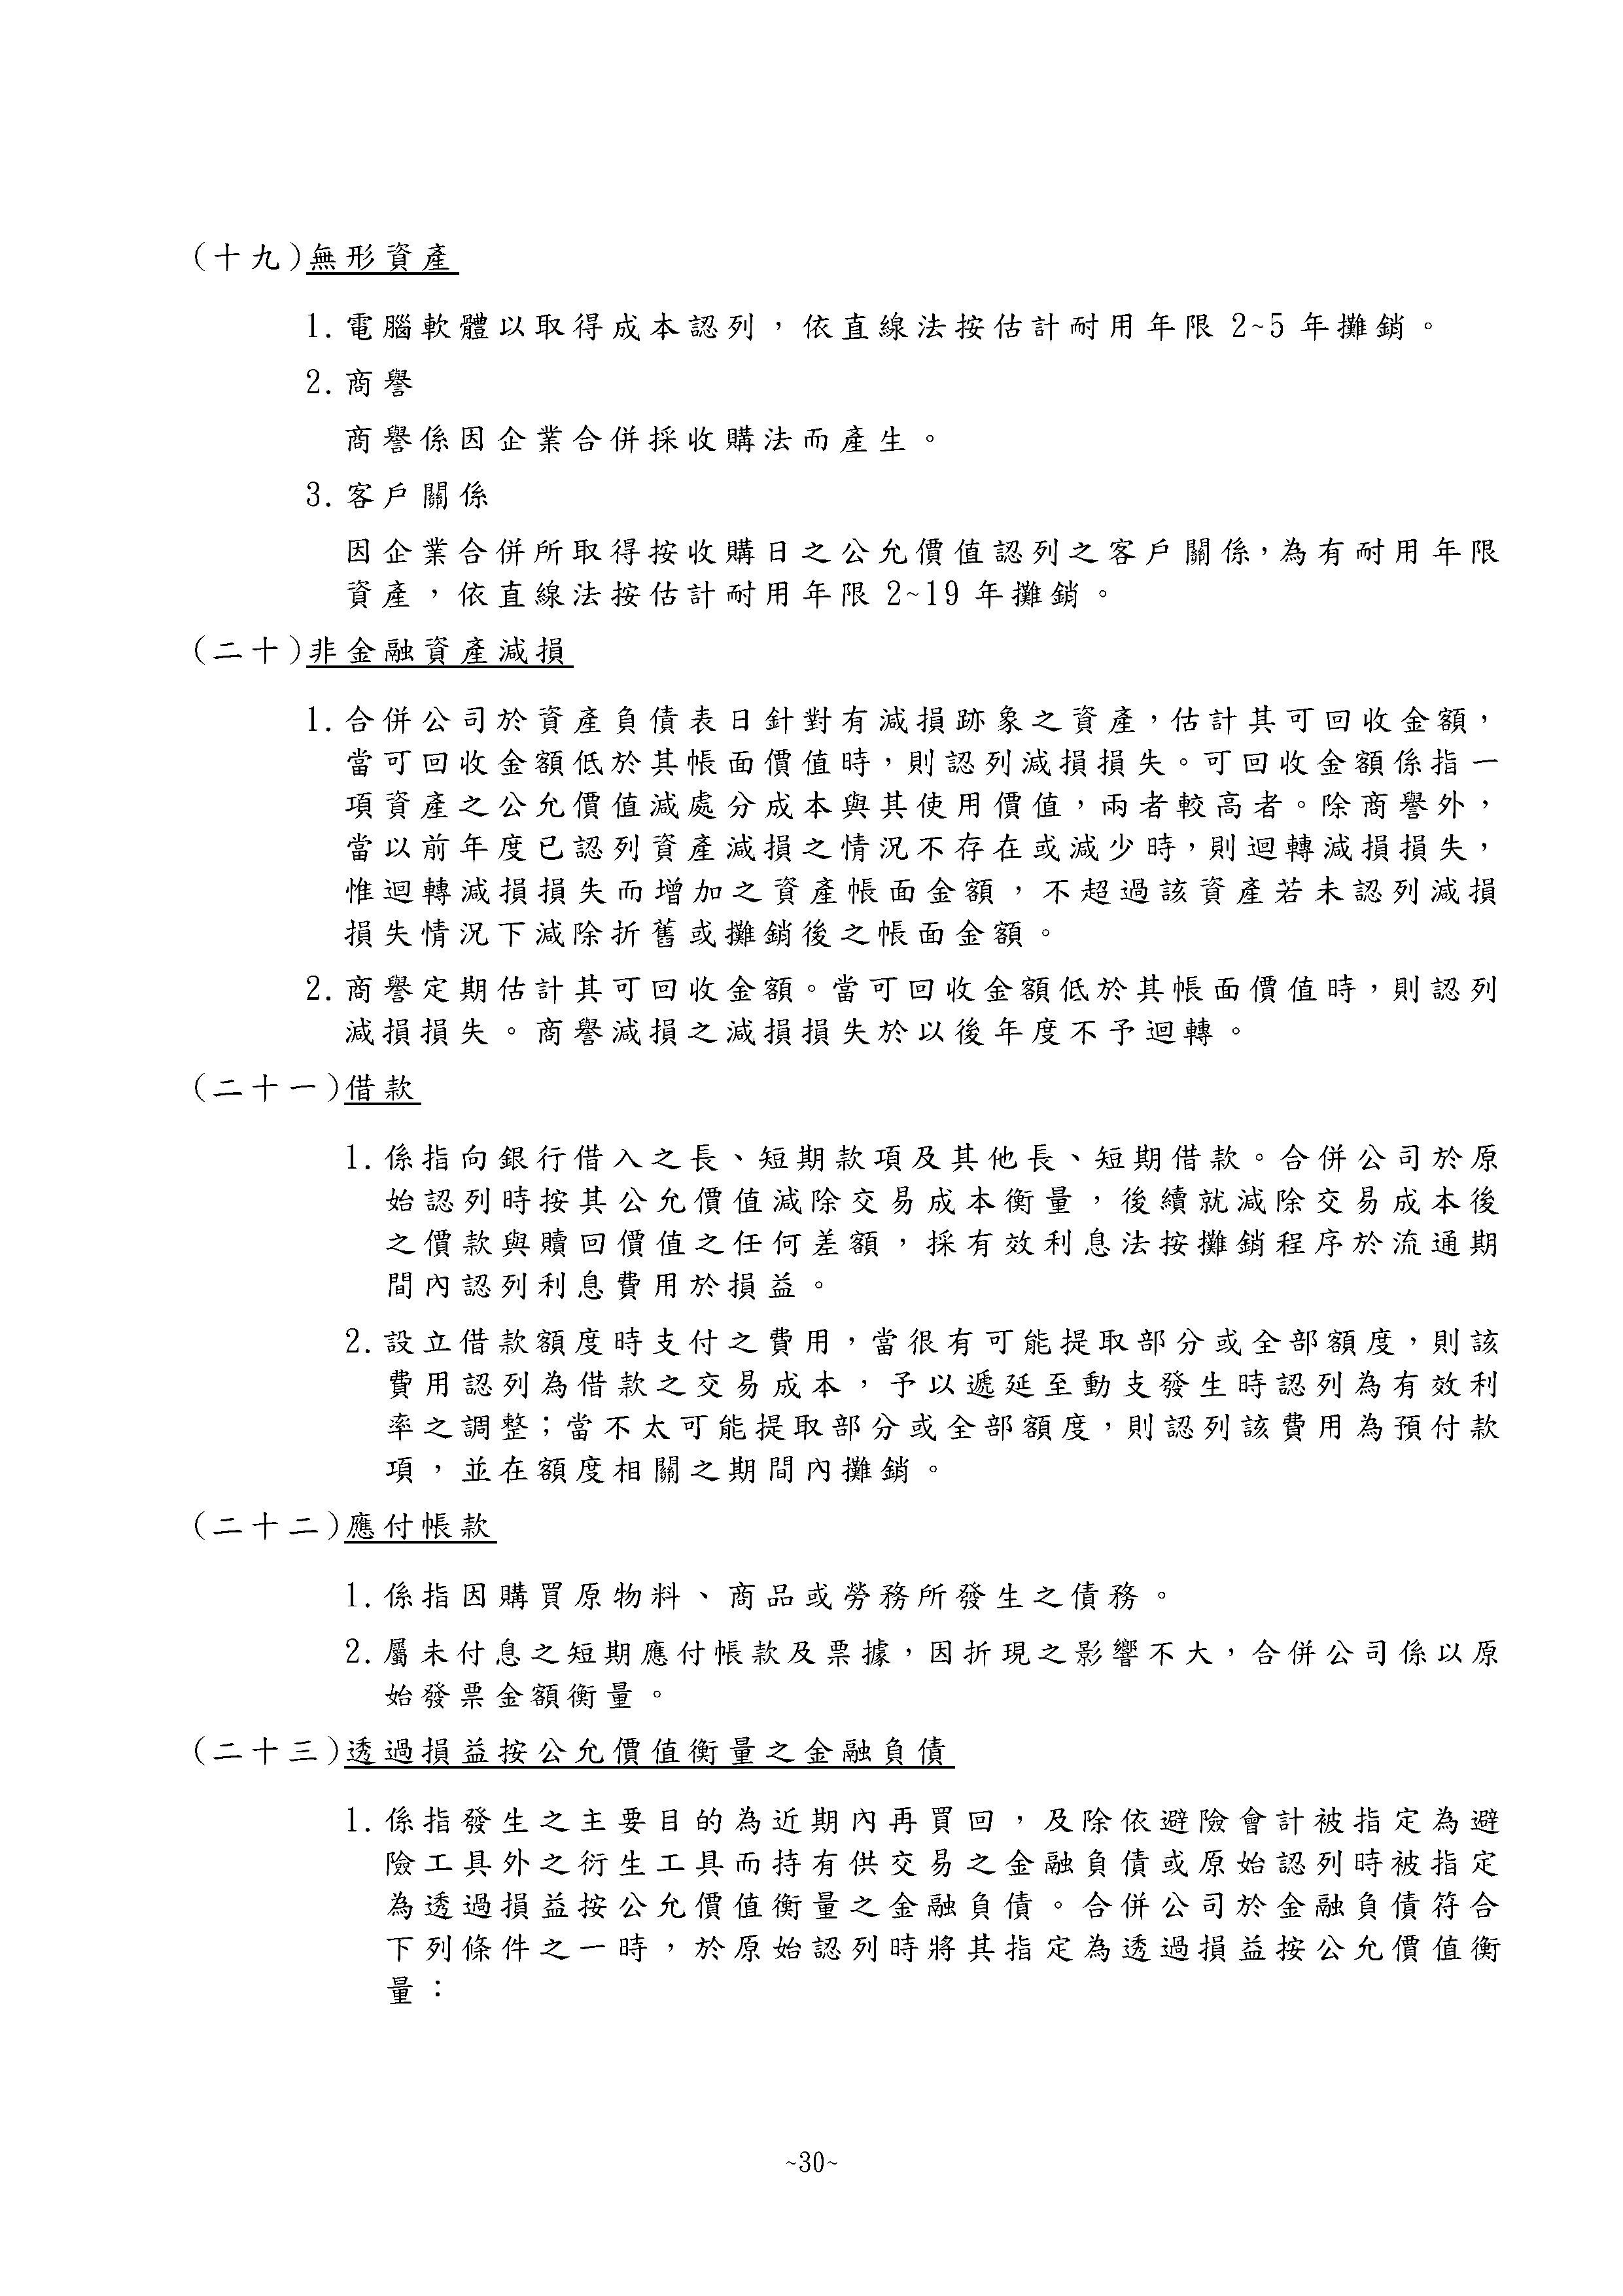 (十九)無形資產
1.電腦軟體以取得成本認列，依直線法按估計耐用年限 2~5 年攤銷。
2.商譽
商譽係因企業合併採收購法而產生。
3.客戶關係
因企業合併所取得按收購日之公允價值認列之客戶關係，為有耐用年限
資產，依直線法按估計耐用年限 2~19 年攤銷。
(二十)非金融資產減損
1.合併公司於資產負債表日針對有減損跡象之資產，估計其可回收金額，
當可回收金額低於其帳面價值時，則認列減損損失。可回收金額係指一
項資產之公允價值減處分成本與其使用價值，兩者較高者。除商譽外，
當以前年度已認列資產減損之情況不存在或減少時，則迴轉減損損失，
惟迴轉減損損失而增加之資產帳面金額，不超過該資產若未認列減損
損失情況下減除折舊或攤銷後之帳面金額。
2.商譽定期估計其可回收金額。當可回收金額低於其帳面價值時，則認列
減損損失。商譽減損之減損損失於以後年度不予迴轉。
(二十一)借款
1.係指向銀行借入之長、短期款項及其他長、短期借款。合併公司於原
始認列時按其公允價值減除交易成本衡量，後續就減除交易成本後
之價款與贖回價值之任何差額，採有效利息法按攤銷程序於流通期
間內認列利息費用於損益。
2.設立借款額度時支付之費用，當很有可能提取部分或全部額度，則該
費用認列為借款之交易成本，予以遞延至動支發生時認列為有效利
率之調整；當不太可能提取部分或全部額度，則認列該費用為預付款
項，並在額度相關之期間內攤銷。
(二十二)應付帳款
1.係指因購買原物料、商品或勞務所發生之債務。
2.屬未付息之短期應付帳款及票據，因折現之影響不大，合併公司係以原
始發票金額衡量。
(二十三)透過損益按公允價值衡量之金融負債
1.係指發生之主要目的為近期內再買回，及除依避險會計被指定為避
險工具外之衍生工具而持有供交易之金融負債或原始認列時被指定
為透過損益按公允價值衡量之金融負債。合併公司於金融負債符合
下列條件之一時，於原始認列時將其指定為透過損益按公允價值衡
量：
~30~